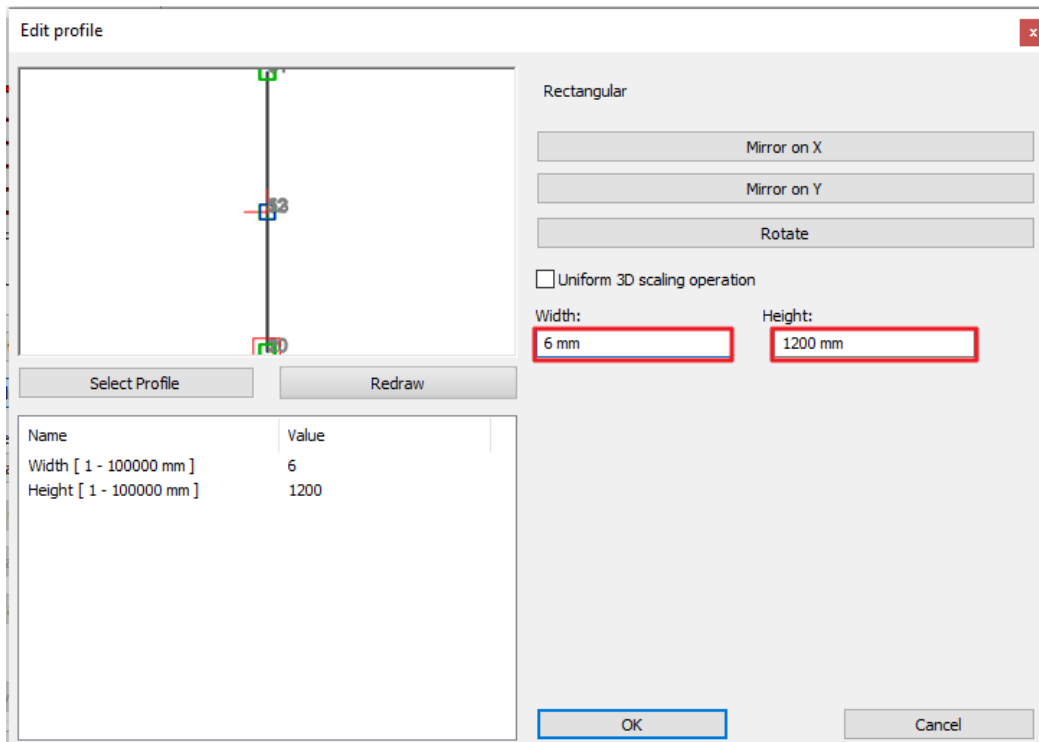 Edit profile
x
Rectangular
Mirror on X
Mirror on Y
Rotate
Uniform 3D scaling operation
Width:
Height:
6 mm
1200 mm
Select Profile
Redraw
Name
Value
Width [ 1 - 100000 mm ]
6
Height [ 1 - 100000 mm ]
1200
OK
Cancel